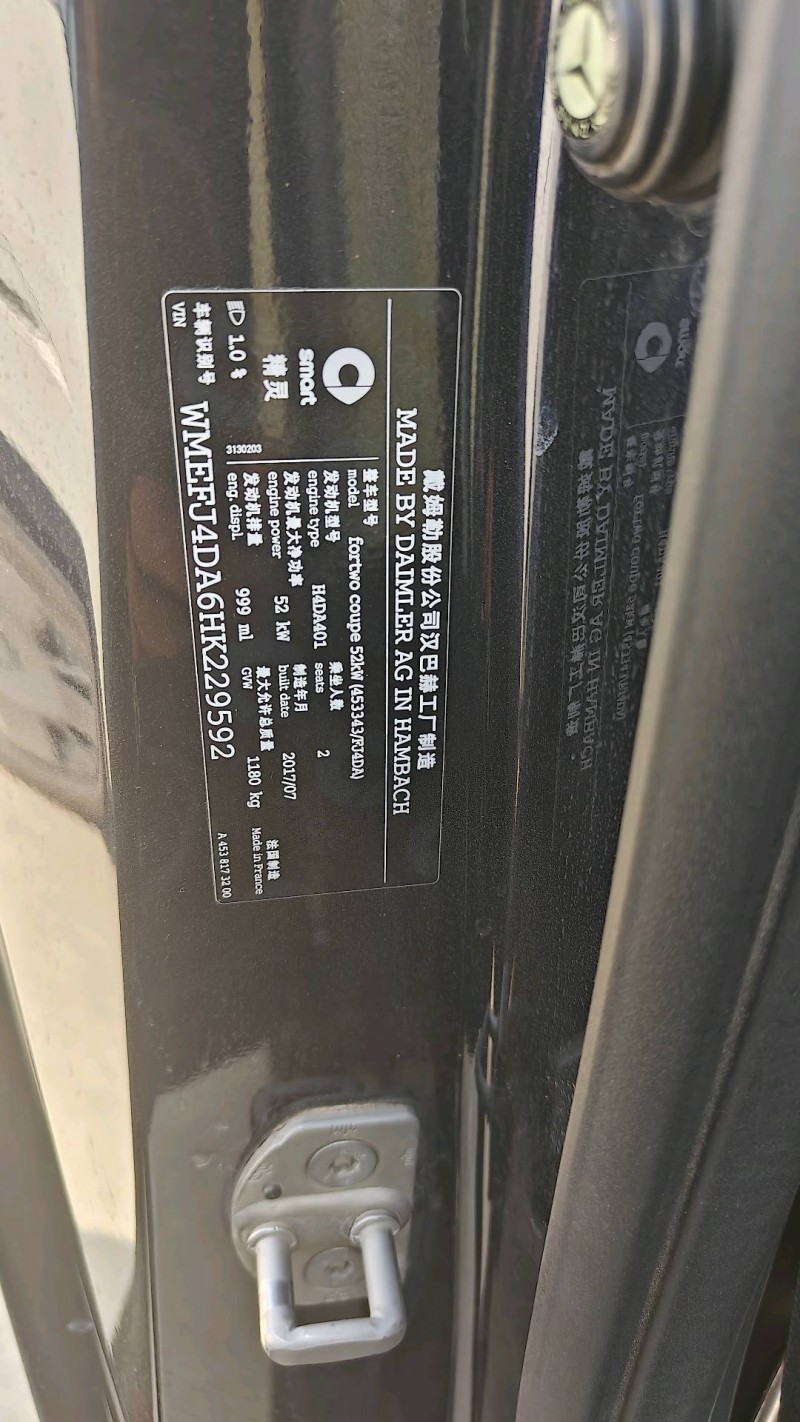 戴姆勒股份公司汉巴赫工厂制造
MADE BY DAIMLER AG IN HAMBACH
smart
精灵
1.0 %
3130203
整车型号
model fortwo coupe 52kW (453343/FJ4DA)
发动机型号 乘坐人数
engine type H4DA401 seats 2
发动机最大净功率 制造年月
engine power 52 kW built date 2017/07
发动机排量 最大允许总质量 法国制造
eng. displ. 999 ml GVW 1180 kg Made in France
车辆识别号
VIN WMEFJ4DA6HK229592
A 453 817 32 00